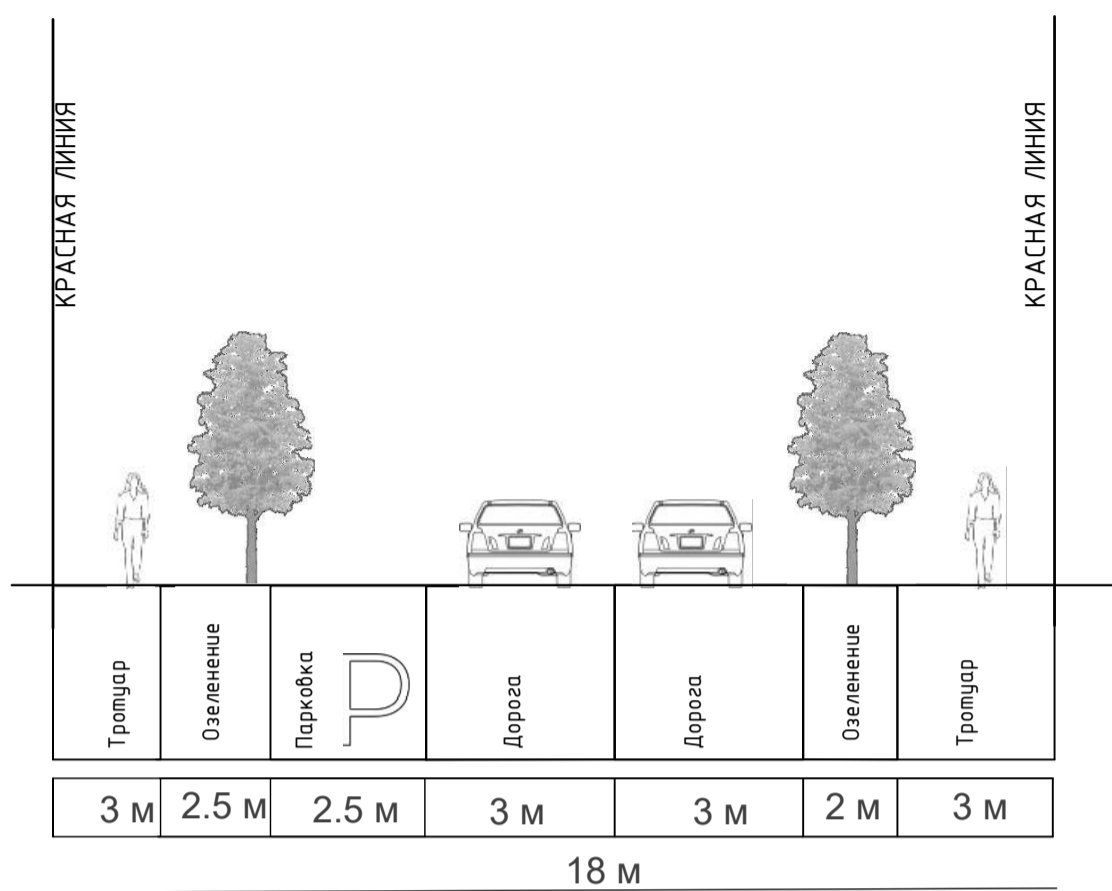 КРАСНАЯ ЛИНИЯ
КРАСНАЯ ЛИНИЯ
Тротуар
Озеленение
Парковка
P
Дорога
Дорога
Озеленение
Тротуар
3 м
2.5 м
2.5 м
3 м
3 м
2 м
3 м
18 м